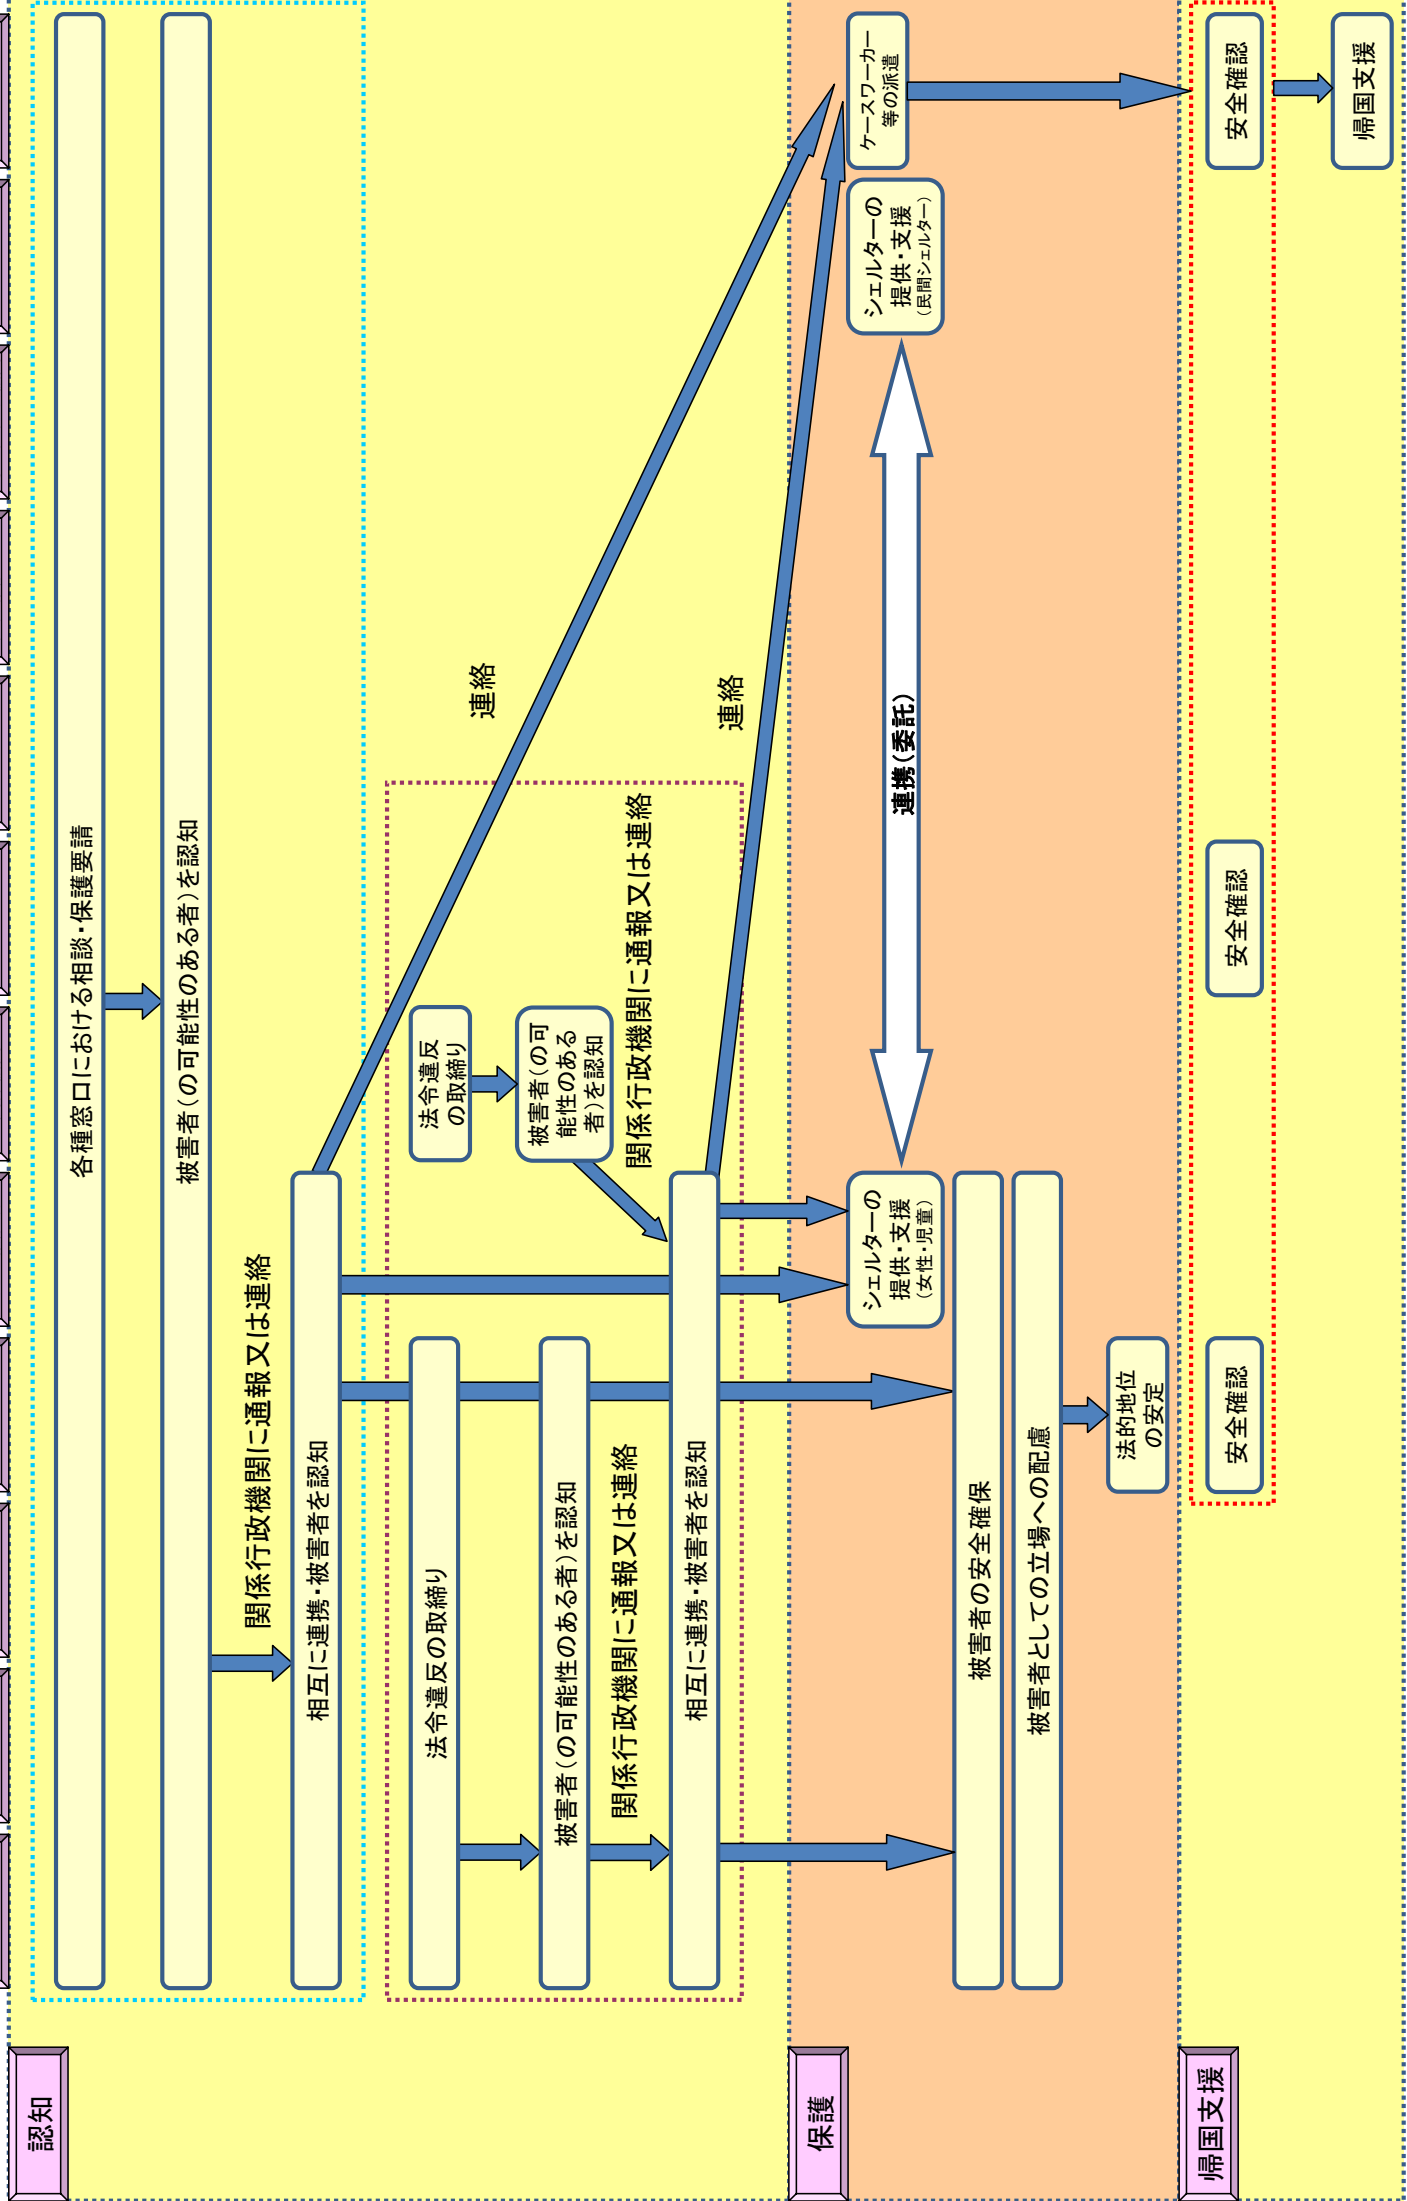 認知
各種窓口における相談・保護要請
被害者（の可能性のある者）を認知
関係行政機関に通報又は連絡
相互に連携・被害者を認知
連絡
法令違反の取締り
法令違反
の取締り
被害者（の可能性のある者）を認知
被害者（の可
能性のある
者）を認知
関係行政機関に通報又は連絡
関係行政機関に通報又は連絡
相互に連携・被害者を認知
連絡
保護
シェルターの
提供・支援
（女性・児童）
連携（委託）
シェルターの
提供・支援
（民間シェルター）
ケースワーカー
等の派遣
被害者の安全確保
被害者としての立場への配慮
法的地位
の安定
帰国支援
安全確認
安全確認
安全確認
帰国支援